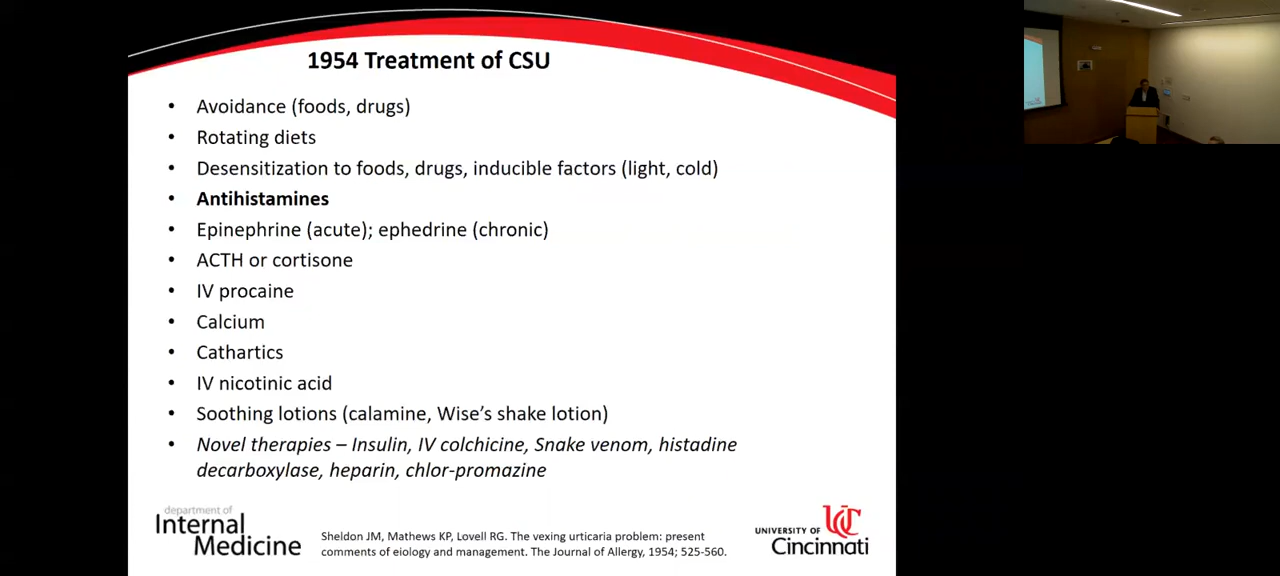 1954 Treatment of CSU
• Avoidance (foods, drugs)
• Rotating diets
• Desensitization to foods, drugs, inducible factors (light, cold)
• Antihistamines
• Epinephrine (acute); ephedrine (chronic)
• ACTH or cortisone
• IV procaine
• Calcium
• Cathartics
• IV nicotinic acid
• Soothing lotions (calamine, Wise's shake lotion)
• Novel therapies – Insulin, IV colchicine, Snake venom, histadine
decarboxylase, heparin, chlor-promazine
department of
Internal
Medicine
Sheldon JM, Mathews KP, Lovell RG. The vexing urticaria problem: present
comments of eiology and management. The Journal of Allergy, 1954; 525-560.
UC
UNIVERSITY OF
Cincinnati